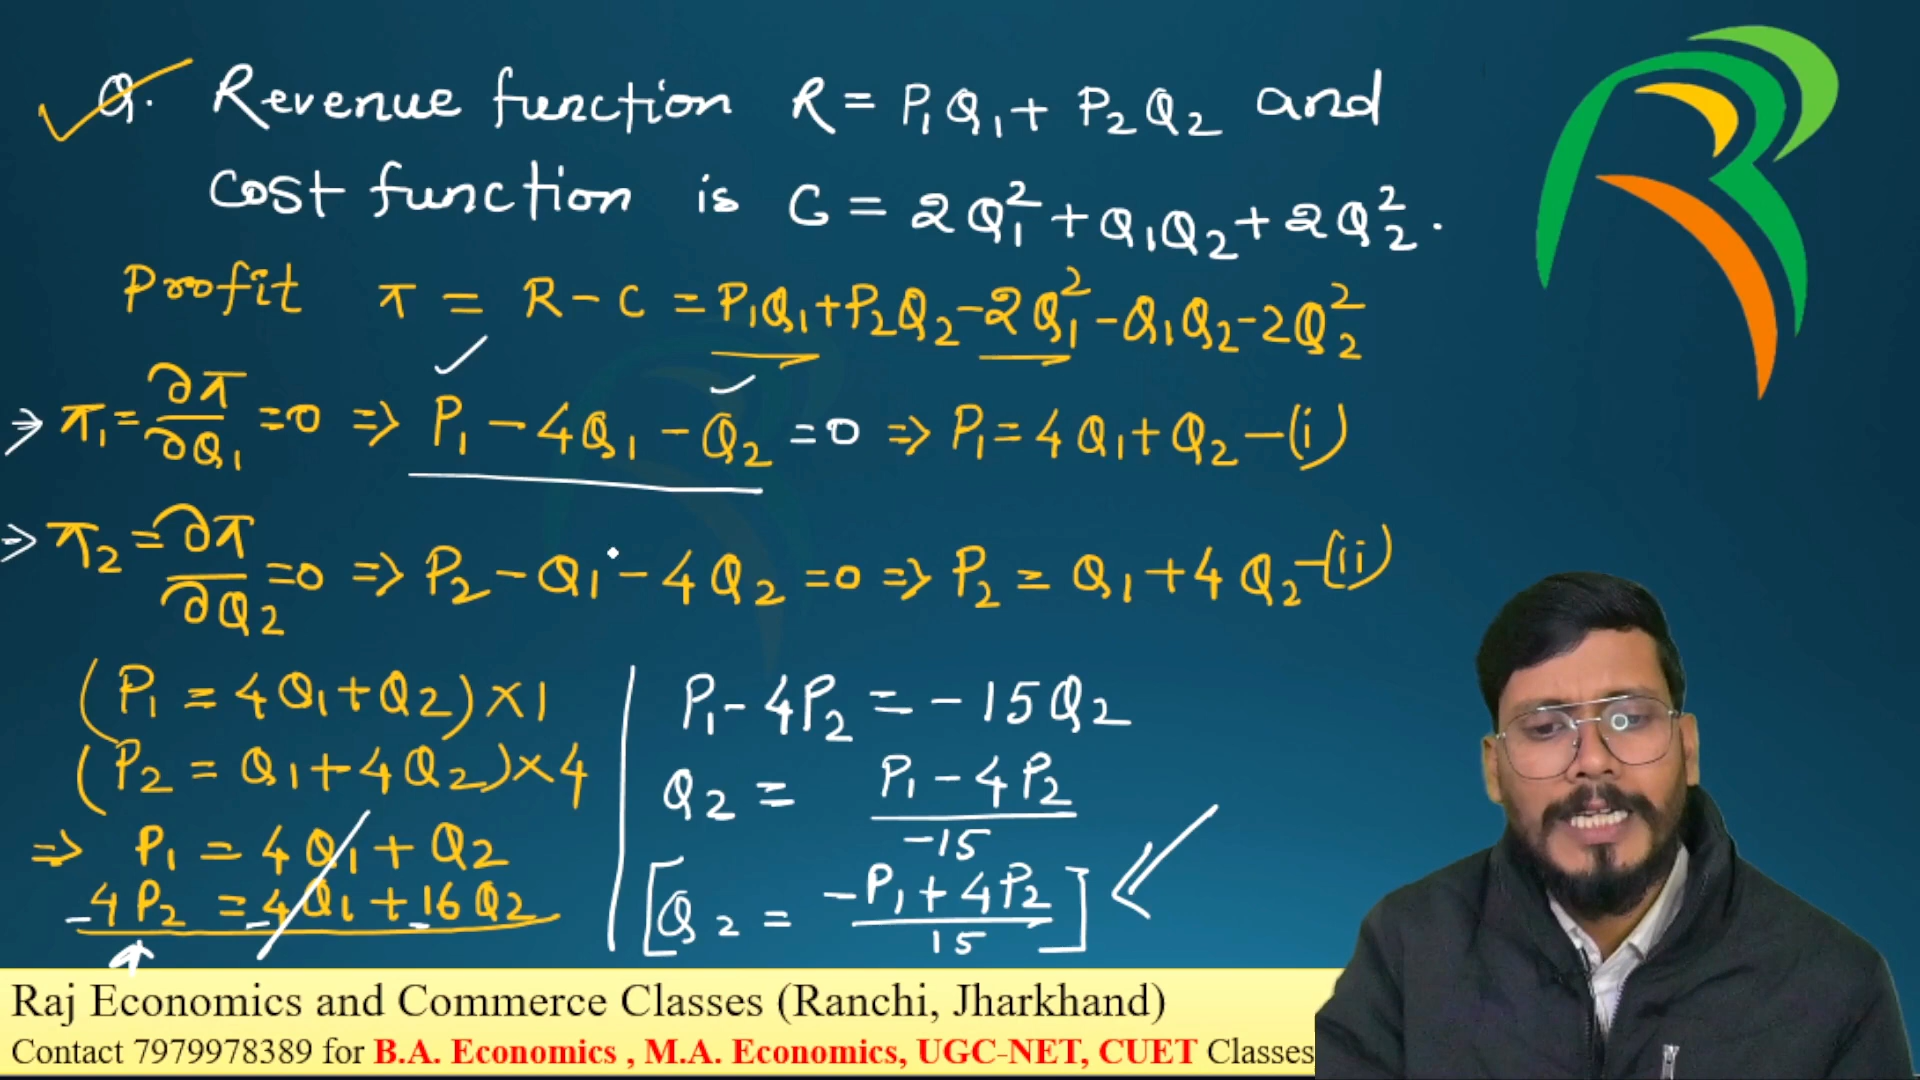 Q. Revenue function R = P₁Q₁ + P₂Q₂ and
cost function is C = 2Q₁² + Q₁Q₂ + 2Q₂².
Profit π = R - C = P₁Q₁ + P₂Q₂ - 2Q₁² - Q₁Q₂ - 2Q₂²
→ π₁ = ∂π/∂Q₁ = 0 ⇒ P₁ - 4Q₁ - Q₂ = 0 ⇒ P₁ = 4Q₁ + Q₂ -(i)
→ π₂ = ∂π/∂Q₂ = 0 ⇒ P₂ - Q₁ - 4Q₂ = 0 ⇒ P₂ = Q₁ + 4Q₂ -(ii)
(P₁ = 4Q₁ + Q₂) × 1
(P₂ = Q₁ + 4Q₂) × 4
⇒ P₁ = 4Q₁ + Q₂
-4P₂ = -4Q₁ + -16Q₂
P₁ - 4P₂ = -15Q₂
Q₂ = P₁ - 4P₂ / -15
[Q₂ = -P₁ + 4P₂ / 15]
Raj Economics and Commerce Classes (Ranchi, Jharkhand)
Contact 7979978389 for B.A. Economics , M.A. Economics, UGC-NET, CUET Classes